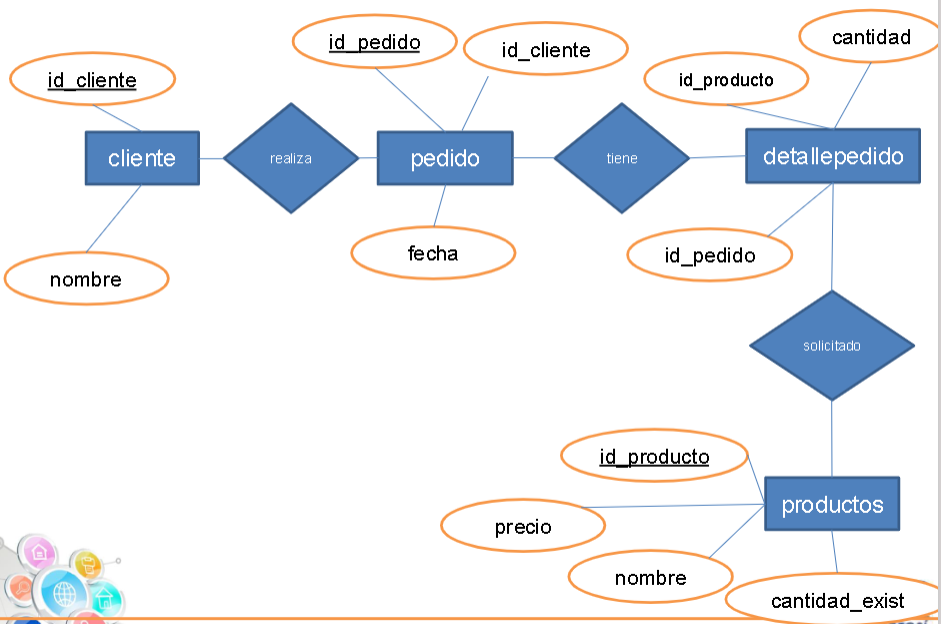 id_cliente
id_pedido
id_cliente
id_producto
cantidad
cliente
realiza
pedido
tiene
detallepedido
nombre
fecha
id_pedido
solicitado
id_producto
productos
precio
nombre
cantidad_exist